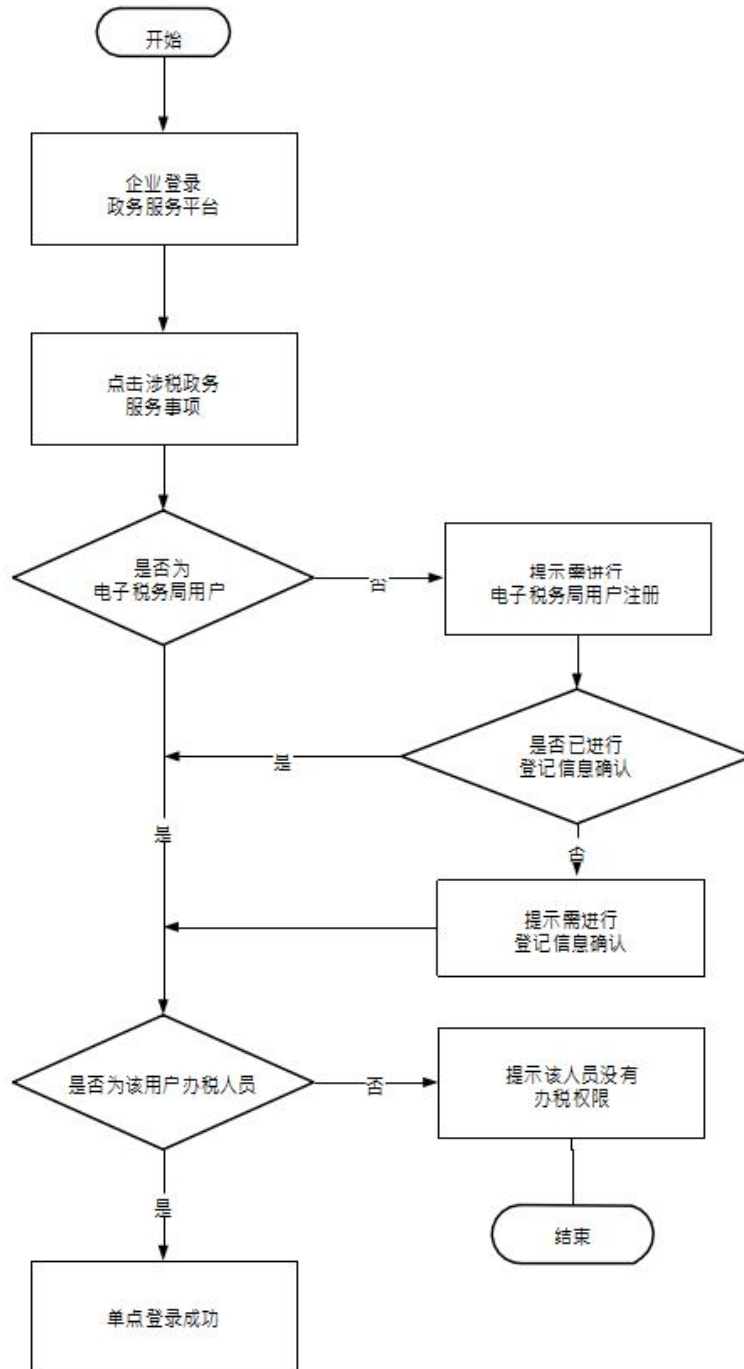 开始
企业登录
政务服务平台
点击涉税政务
服务事项
是否为
电子税务局用户
否
提示需进行
电子税务局用户注册
是否已进行
登记信息确认
是
是
否
提示需进行
登记信息确认
是否为该用户办税人员
否
提示该人员没有
办税权限
是
结束
单点登录成功